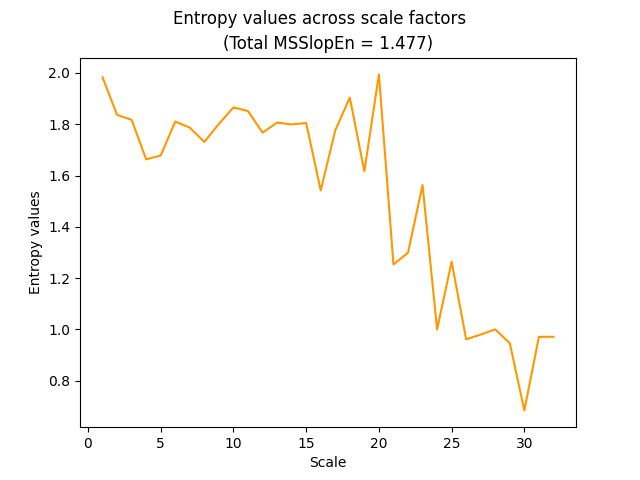 Entropy values across scale factors
(Total MSSlopEn = 1.477)
2.0
1.8
1.6
1.4
1.2
1.0
0.8
Entropy values
0 5 10 15 20 25 30
Scale